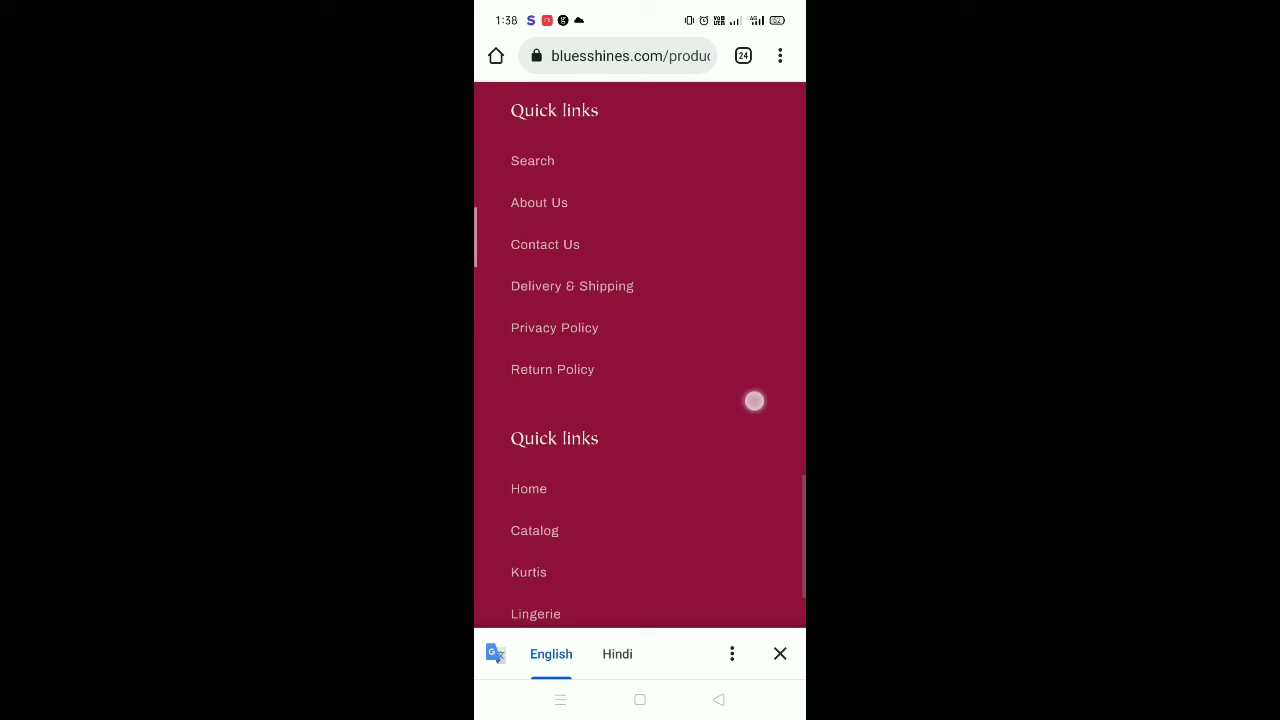 1:38
bluesshines.com/produc
24
Quick links
Search
About Us
Contact Us
Delivery & Shipping
Privacy Policy
Return Policy
Quick links
Home
Catalog
Kurtis
Lingerie
English Hindi